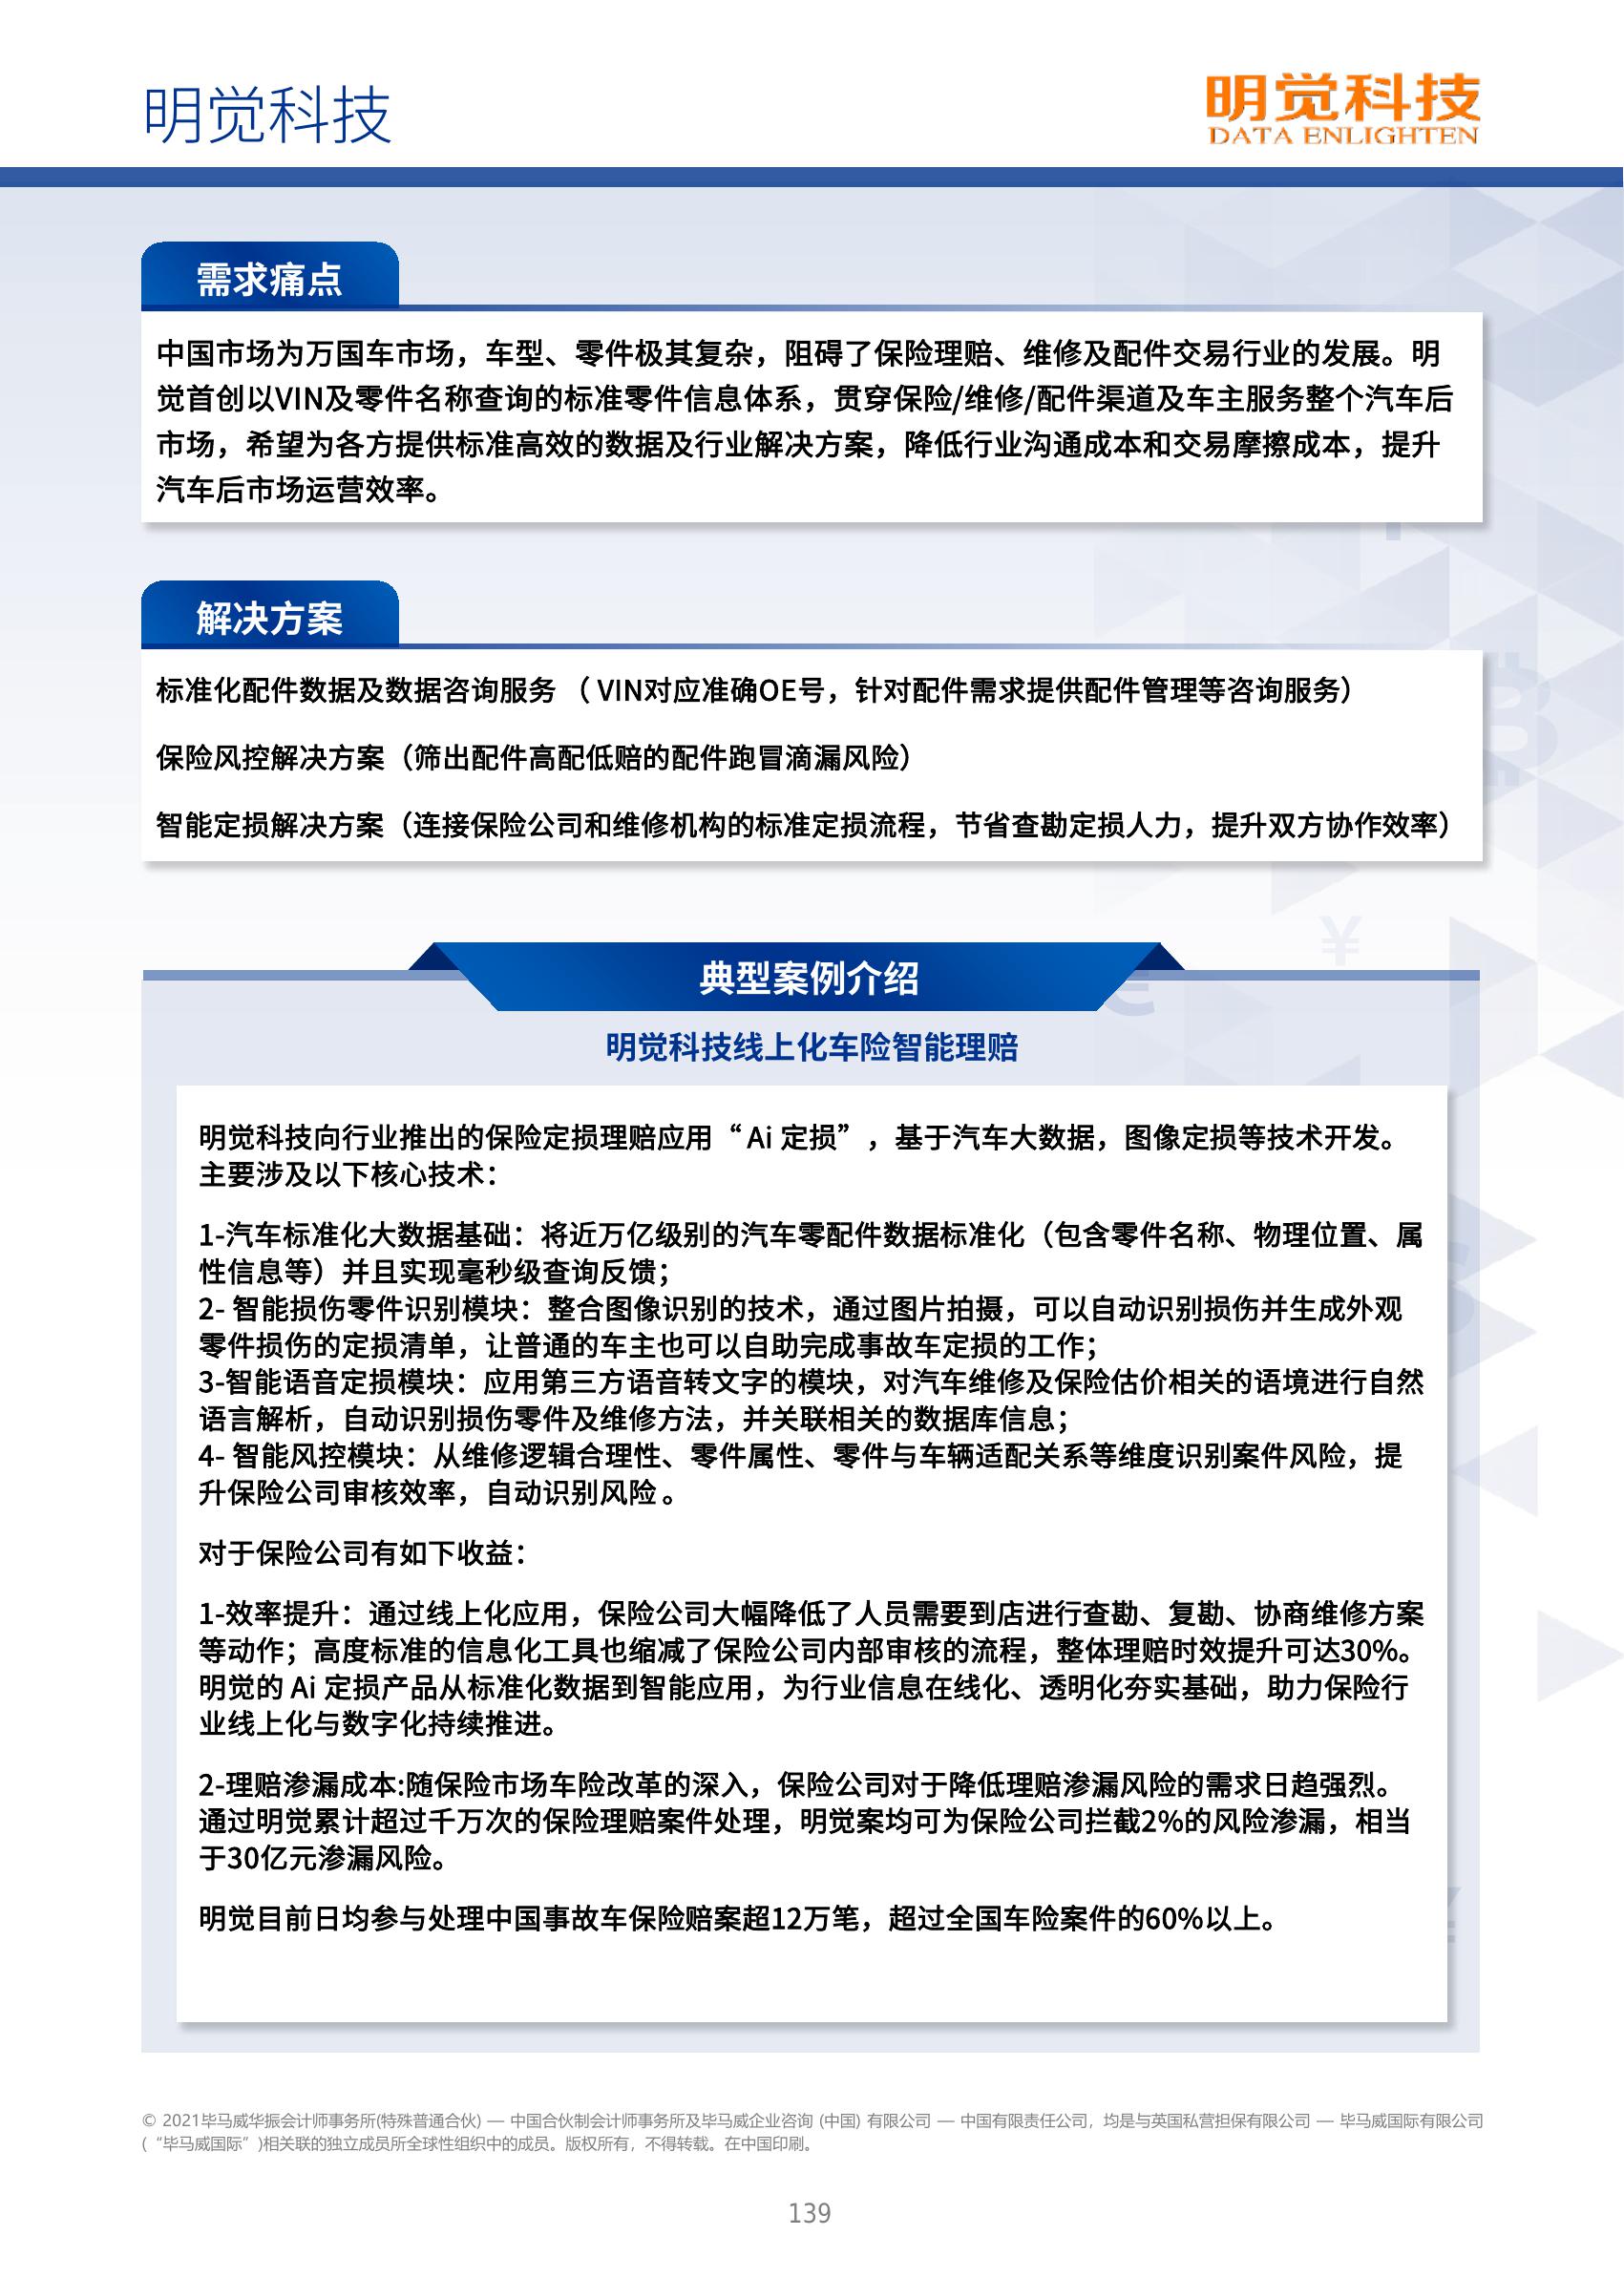 明觉科技
明觉科技
DATA ENLIGHTEN
需求痛点
中国市场为万国车市场，车型、零件极其复杂，阻碍了保险理赔、维修及配件交易行业的发展。明
觉首创以VIN及零件名称查询的标准零件信息体系，贯穿保险/维修/配件渠道及车主服务整个汽车后
市场，希望为各方提供标准高效的数据及行业解决方案，降低行业沟通成本和交易摩擦成本，提升
汽车后市场运营效率。
解决方案
标准化配件数据及数据咨询服务 （ VIN对应准确OE号，针对配件需求提供配件管理等咨询服务）
保险风控解决方案（筛出配件高配低赔的配件跑冒滴漏风险）
智能定损解决方案（连接保险公司和维修机构的标准定损流程，节省查勘定损人力，提升双方协作效率）
典型案例介绍
明觉科技线上化车险智能理赔
明觉科技向行业推出的保险定损理赔应用“ Ai 定损” ，基于汽车大数据，图像定损等技术开发。
主要涉及以下核心技术：
1-汽车标准化大数据基础：将近万亿级别的汽车零配件数据标准化（包含零件名称、物理位置、属
性信息等）并且实现毫秒级查询反馈；
2- 智能损伤零件识别模块：整合图像识别的技术，通过图片拍摄，可以自动识别损伤并生成外观
零件损伤的定损清单，让普通的车主也可以自助完成事故车定损的工作；
3-智能语音定损模块：应用第三方语音转文字的模块，对汽车维修及保险估价相关的语境进行自然
语言解析，自动识别损伤零件及维修方法，并关联相关的数据库信息；
4- 智能风控模块：从维修逻辑合理性、零件属性、零件与车辆适配关系等维度识别案件风险，提
升保险公司审核效率，自动识别风险 。
对于保险公司有如下收益：
1-效率提升：通过线上化应用，保险公司大幅降低了人员需要到店进行查勘、复勘、协商维修方案
等动作；高度标准的信息化工具也缩减了保险公司内部审核的流程，整体理赔时效提升可达30%。
明觉的 Ai 定损产品从标准化数据到智能应用，为行业信息在线化、透明化夯实基础，助力保险行
业线上化与数字化持续推进。
2-理赔渗漏成本:随保险市场车险改革的深入，保险公司对于降低理赔渗漏风险的需求日趋强烈。
通过明觉累计超过千万次的保险理赔案件处理，明觉案均可为保险公司拦截2%的风险渗漏，相当
于30亿元渗漏风险。
明觉目前日均参与处理中国事故车保险赔案超12万笔，超过全国车险案件的60%以上。
© 2021毕马威华振会计师事务所(特殊普通合伙) — 中国合伙制会计师事务所及毕马威企业咨询 (中国) 有限公司 — 中国有限责任公司，均是与英国私营担保有限公司 — 毕马威国际有限公司
(“毕马威国际”)相关联的独立成员所全球性组织中的成员。版权所有，不得转载。在中国印刷。
139